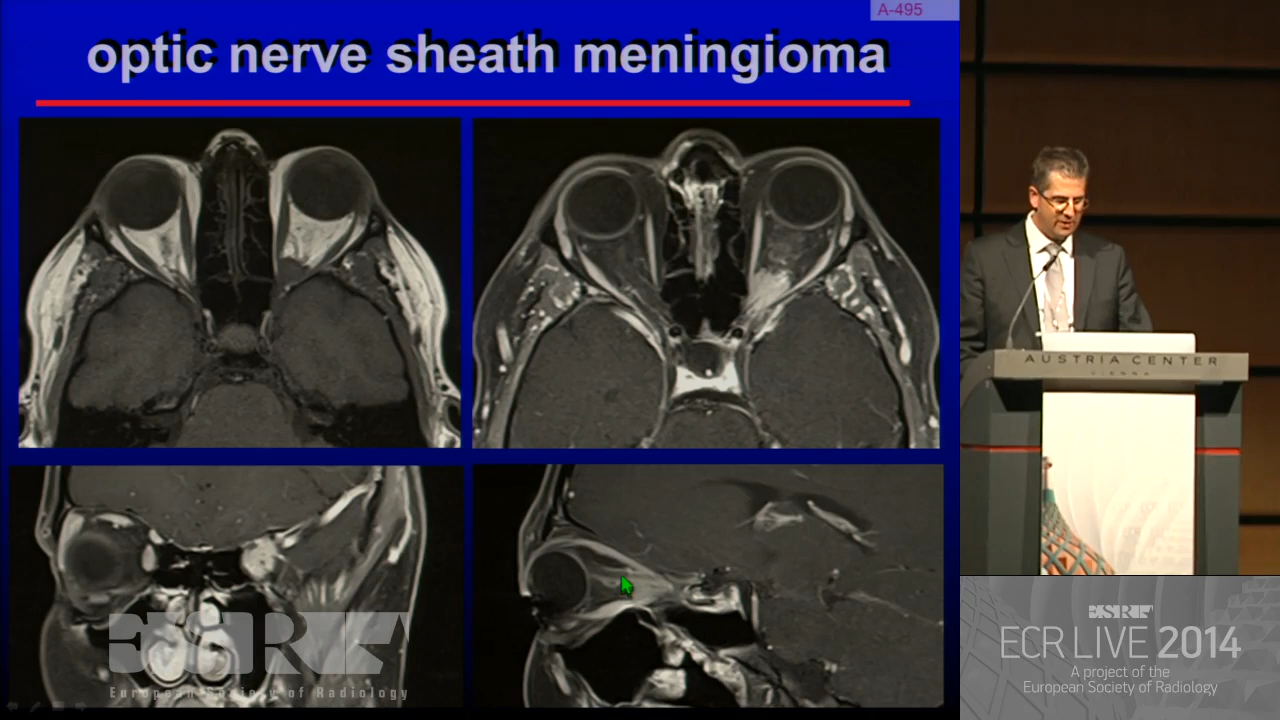 A-495
optic nerve sheath meningioma
ESR
European Society of Radiology
AUSTRIA CENTER
VIENNA
ESR
ECR LIVE 2014
A project of the
European Society of Radiology